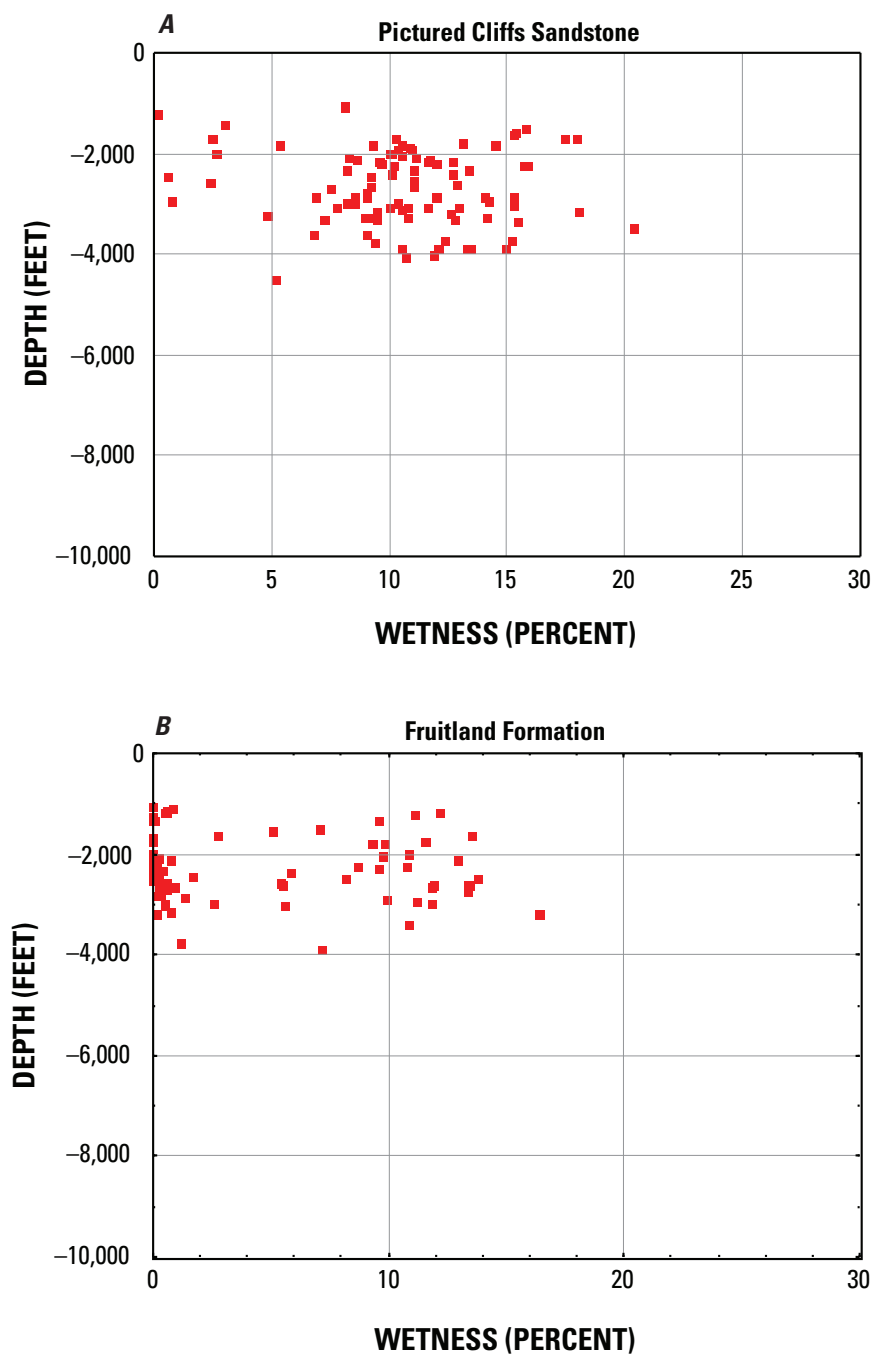 A
Pictured Cliffs Sandstone
0
–2,000
–4,000
–6,000
–8,000
–10,000
DEPTH (FEET)
0 5 10 15 20 25 30
WETNESS (PERCENT)
B
Fruitland Formation
0
–2,000
–4,000
–6,000
–8,000
–10,000
DEPTH (FEET)
0 10 20 30
WETNESS (PERCENT)